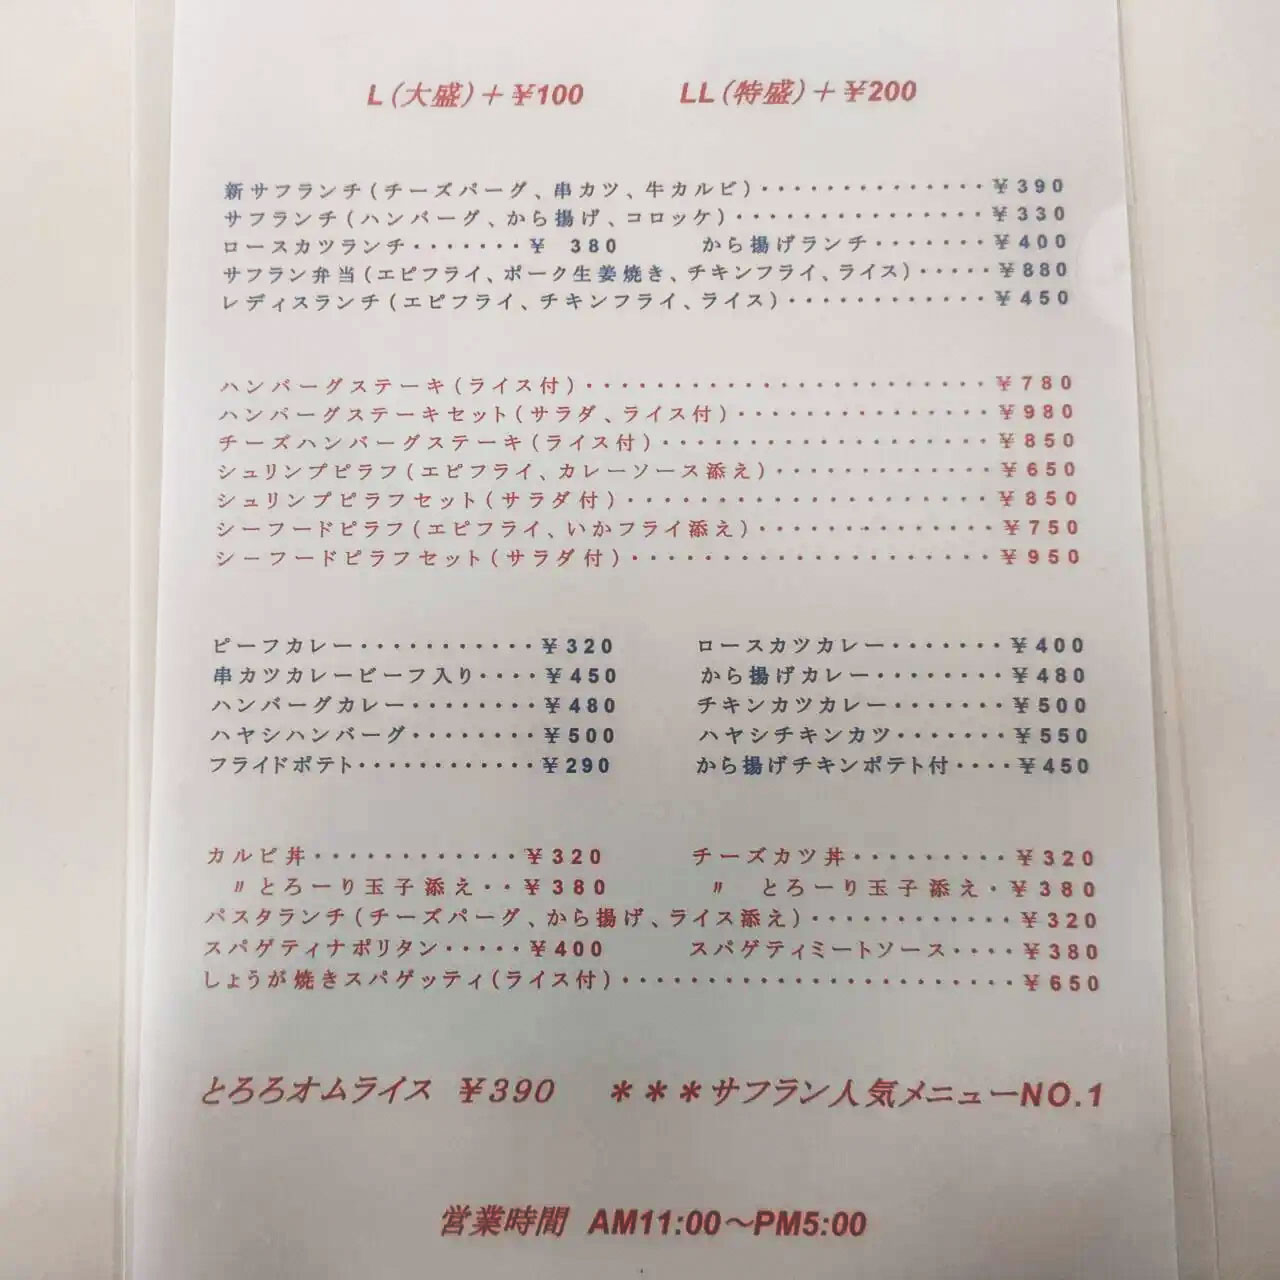 L(大盛)＋￥100　LL(特盛)＋￥200
新サフランチ(チーズバーグ、串カツ、牛カルビ)・・・・・・・・・・・・・・￥390
サフランチ(ハンバーグ、から揚げ、コロッケ)・・・・・・・・・・・・・・・・￥330
ロースカツランチ・・・・・・・￥ 380　から揚げランチ・・・・・・・￥400
サフラン弁当(エビフライ、ポーク生姜焼き、チキンフライ、ライス)・・・・・￥880
レディスランチ(エビフライ、チキンフライ、ライス)・・・・・・・・・・・・・￥450
ハンバーグステーキ(ライス付)・・・・・・・・・・・・・・・・・・・・・・・・・・￥780
ハンバーグステーキセット(サラダ、ライス付)・・・・・・・・・・・・・・・・￥980
チーズハンバーグステーキ(ライス付)・・・・・・・・・・・・・・・・・・・・・￥850
シュリンプピラフ(エビフライ、カレーソース添え)・・・・・・・・・・・・・・￥650
シュリンプピラフセット(サラダ付)・・・・・・・・・・・・・・・・・・・・・・・￥850
シーフードピラフ(エビフライ、いかフライ添え)・・・・・・・・・・・・・・・￥750
シーフードピラフセット(サラダ付)・・・・・・・・・・・・・・・・・・・・・・・￥950
ビーフカレー・・・・・・・・・・・￥320　ロースカツカレー・・・・・・・・￥400
串カツカレービーフ入り・・・・￥450　から揚げカレー・・・・・・・・￥480
ハンバーグカレー・・・・・・・・￥480　チキンカツカレー・・・・・・・￥500
ハヤシハンバーグ・・・・・・・・￥500　ハヤシチキンカツ・・・・・・・￥550
フライドポテト・・・・・・・・・・・・￥290　から揚げチキンポテト付・・・・￥450
カルビ丼・・・・・・・・・・・・￥320　チーズカツ丼・・・・・・・・・￥320
〃とろーり玉子添え・・￥380　〃　とろーり玉子添え・￥380
パスタランチ(チーズバーグ、から揚げ、ライス添え)・・・・・・・・・・・・￥320
スパゲティナポリタン・・・・・￥400　スパゲティミートソース・・・・￥380
しょうが焼きスパゲッティ(ライス付)・・・・・・・・・・・・・・・・・・・・・・・￥650
とろろオムライス ￥390　＊＊＊サフラン人気メニューNO.1
営業時間 AM11:00～PM5:00